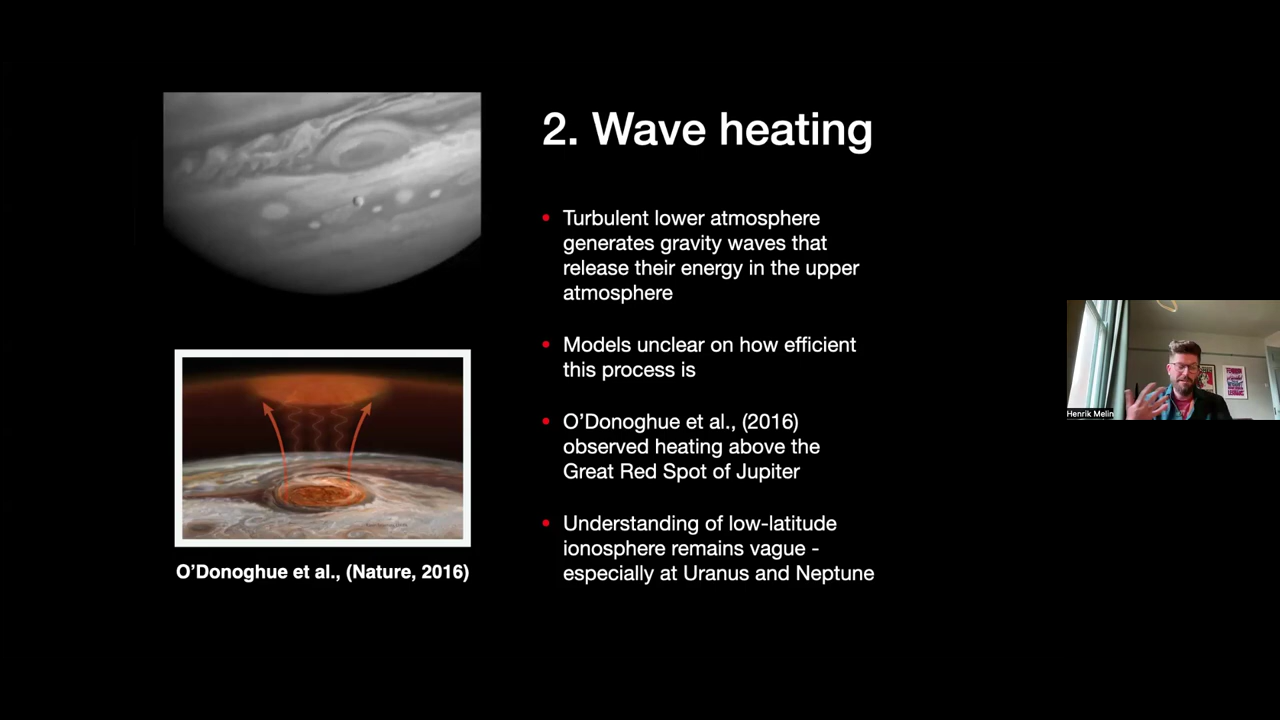 2. Wave heating
• Turbulent lower atmosphere
generates gravity waves that
release their energy in the upper
atmosphere
• Models unclear on how efficient
this process is
• O’Donoghue et al., (2016)
observed heating above the
Great Red Spot of Jupiter
• Understanding of low-latitude
ionosphere remains vague -
especially at Uranus and Neptune
O’Donoghue et al., (Nature, 2016)
Henrik Melin